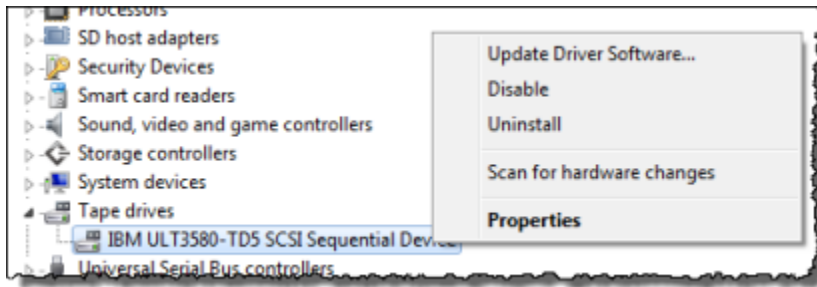 Processors
SD host adapters
Security Devices
Smart card readers
Sound, video and game controllers
Storage controllers
System devices
Tape drives
IBM ULT3580-TD5 SCSI Sequential Device
Universal Serial Bus controllers
Update Driver Software...
Disable
Uninstall
Scan for hardware changes
Properties